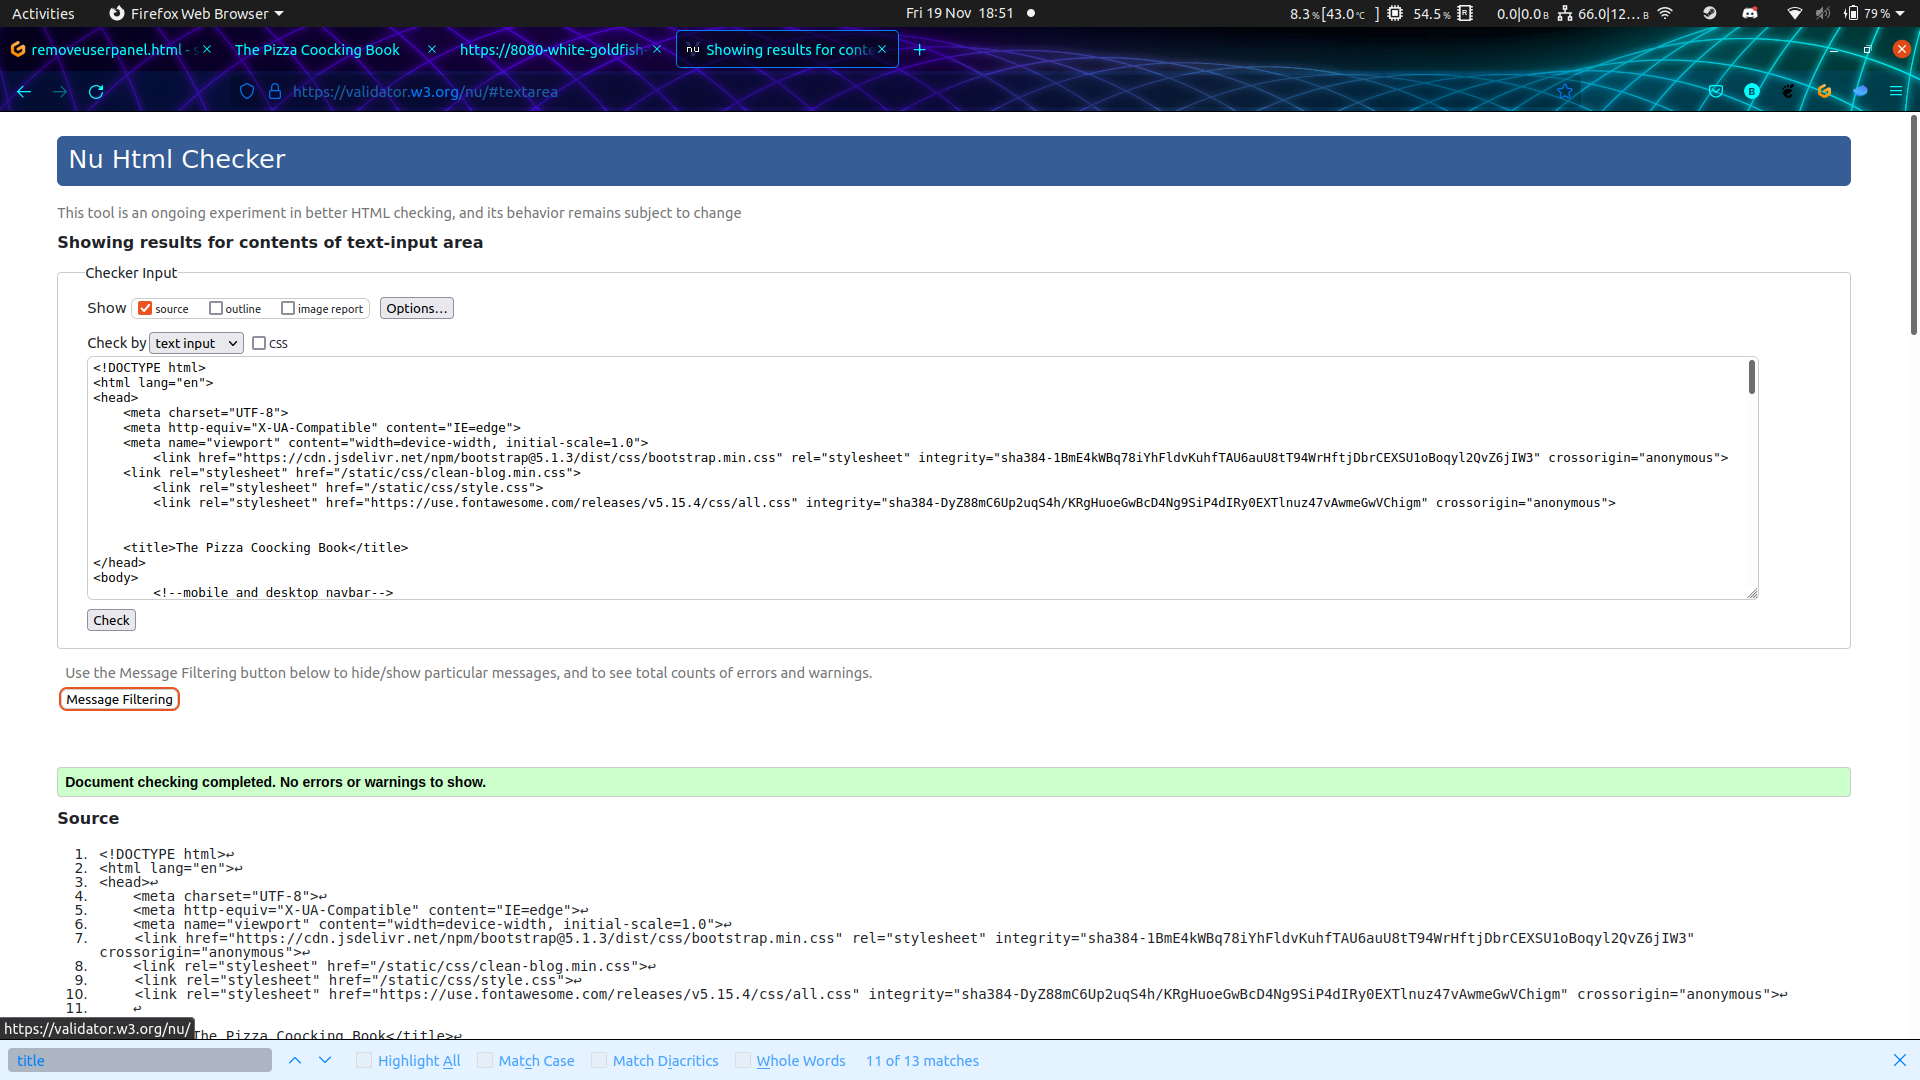 Activities
Firefox Web Browser
Fri 19 Nov 18:51
8.3%[43.0°C ]
54.5%
0.0|0.0B
66.0|12…B
79%
removeuserpanel.html - s
The Pizza Coocking Book
https://8080-white-goldfish-
Showing results for conte
https://validator.w3.org/nu/#textarea
Nu Html Checker
This tool is an ongoing experiment in better HTML checking, and its behavior remains subject to change
Showing results for contents of text-input area
Checker Input
Show source outline image report Options...
Check by text input css
<!DOCTYPE html>
<html lang="en">
<head>
<meta charset="UTF-8">
<meta http-equiv="X-UA-Compatible" content="IE=edge">
<meta name="viewport" content="width=device-width, initial-scale=1.0">
<link href="https://cdn.jsdelivr.net/npm/bootstrap@5.1.3/dist/css/bootstrap.min.css" rel="stylesheet" integrity="sha384-1BmE4kWBq78iYhFldvKuhfTAU6auU8tT94WrHftjDbrCEXSU1oBoqyl2QvZ6jIW3" crossorigin="anonymous">
<link rel="stylesheet" href="/static/css/clean-blog.min.css">
<link rel="stylesheet" href="/static/css/style.css">
<link rel="stylesheet" href="https://use.fontawesome.com/releases/v5.15.4/css/all.css" integrity="sha384-DyZ88mC6Up2uqS4h/KRgHuoeGwBcD4Ng9SiP4dIRy0EXTlnuz47vAwmeGwVChigm" crossorigin="anonymous">
<title>The Pizza Coocking Book</title>
</head>
<body>
<!--mobile and desktop navbar-->
Check
Use the Message Filtering button below to hide/show particular messages, and to see total counts of errors and warnings.
Message Filtering
Document checking completed. No errors or warnings to show.
Source
1. <!DOCTYPE html>↩
2. <html lang="en">↩
3. <head>↩
4. <meta charset="UTF-8">↩
5. <meta http-equiv="X-UA-Compatible" content="IE=edge">↩
6. <meta name="viewport" content="width=device-width, initial-scale=1.0">↩
7. <link href="https://cdn.jsdelivr.net/npm/bootstrap@5.1.3/dist/css/bootstrap.min.css" rel="stylesheet" integrity="sha384-1BmE4kWBq78iYhFldvKuhfTAU6auU8tT94WrHftjDbrCEXSU1oBoqyl2QvZ6jIW3"
crossorigin="anonymous">↩
8. <link rel="stylesheet" href="/static/css/clean-blog.min.css">↩
9. <link rel="stylesheet" href="/static/css/style.css">↩
10. <link rel="stylesheet" href="https://use.fontawesome.com/releases/v5.15.4/css/all.css" integrity="sha384-DyZ88mC6Up2uqS4h/KRgHuoeGwBcD4Ng9SiP4dIRy0EXTlnuz47vAwmeGwVChigm" crossorigin="anonymous">↩
11. ↩
https://validator.w3.org/nu/
The Pizza Coocking Book</title>↩
title
Highlight All
Match Case
Match Diacritics
Whole Words
11 of 13 matches